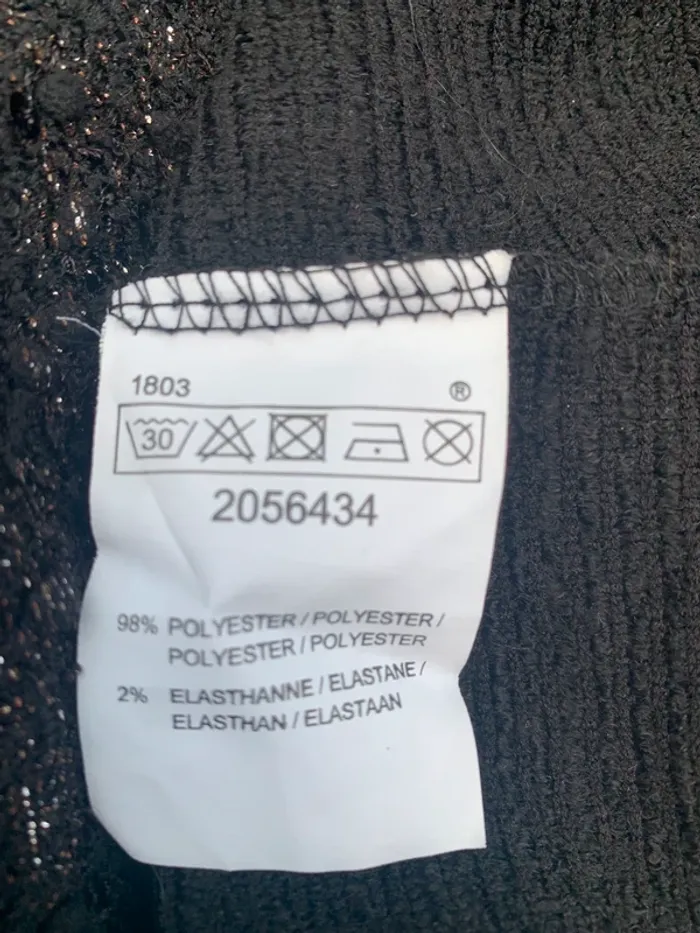 1803 ®
30
2056434
98% POLYESTER / POLYESTER /
POLYESTER / POLYESTER
2% ELASTHANNE / ELASTANE /
ELASTHAN / ELASTAAN